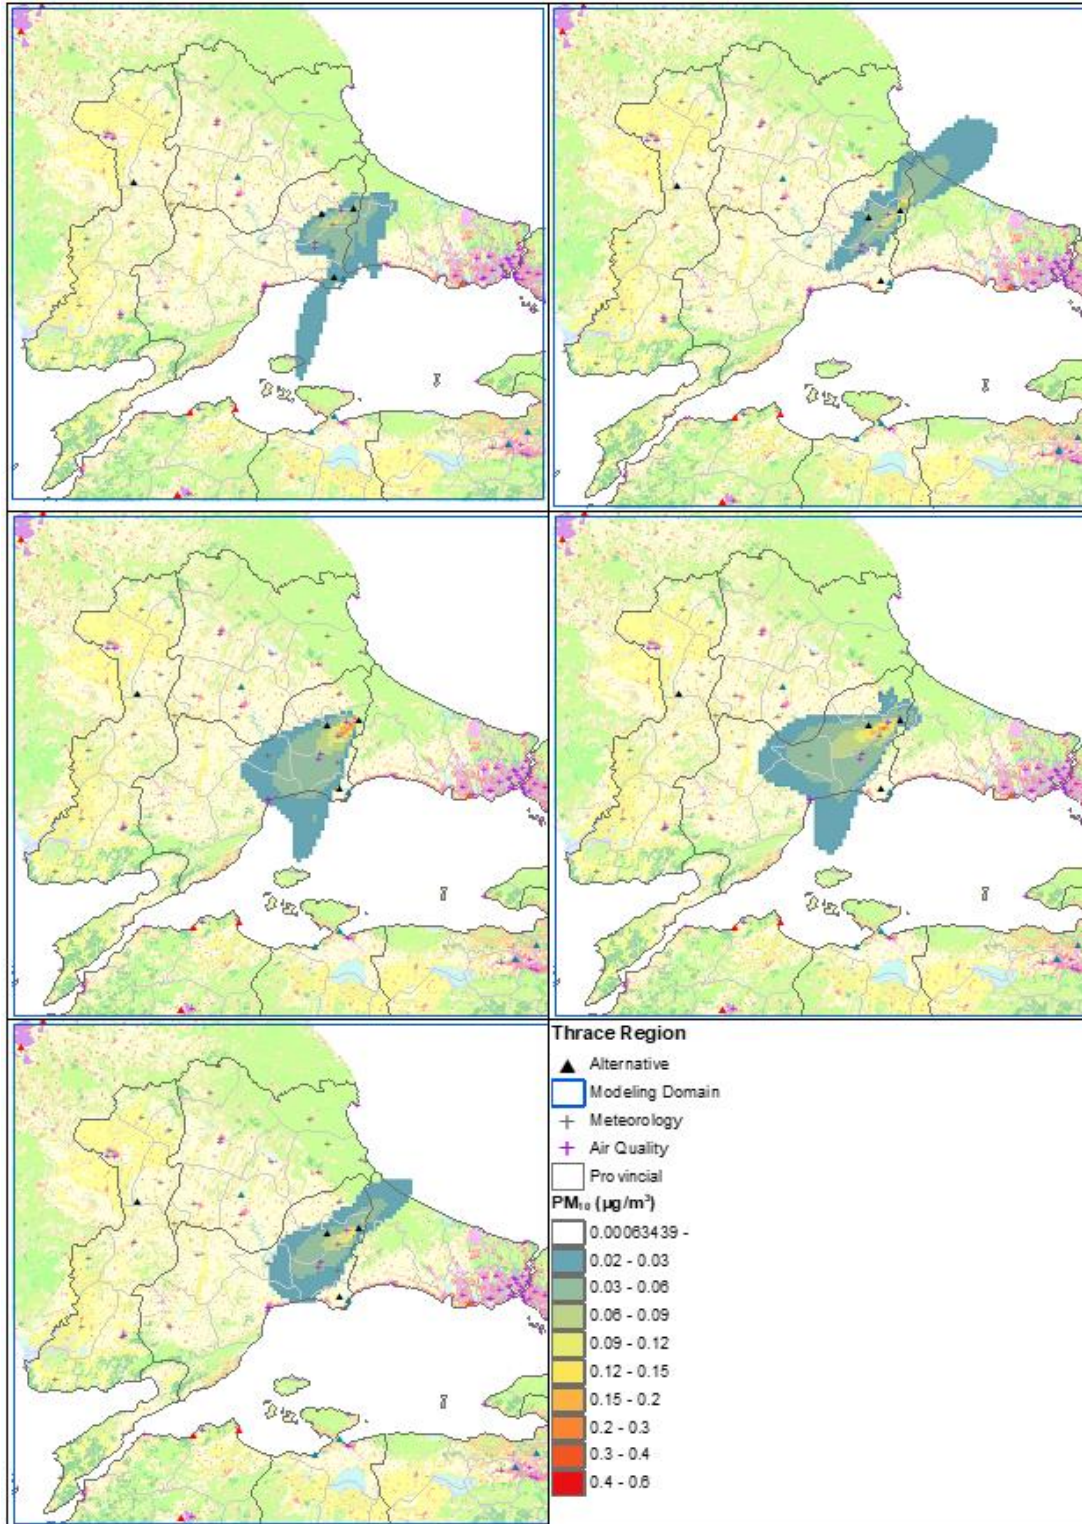 Thrace Region
Alternative
Modeling Domain
Meteorology
Air Quality
Provincial
PM₁₀ (µg/m³)
0.00063439 -
0.02 - 0.03
0.03 - 0.06
0.06 - 0.09
0.09 - 0.12
0.12 - 0.15
0.15 - 0.2
0.2 - 0.3
0.3 - 0.4
0.4 - 0.6